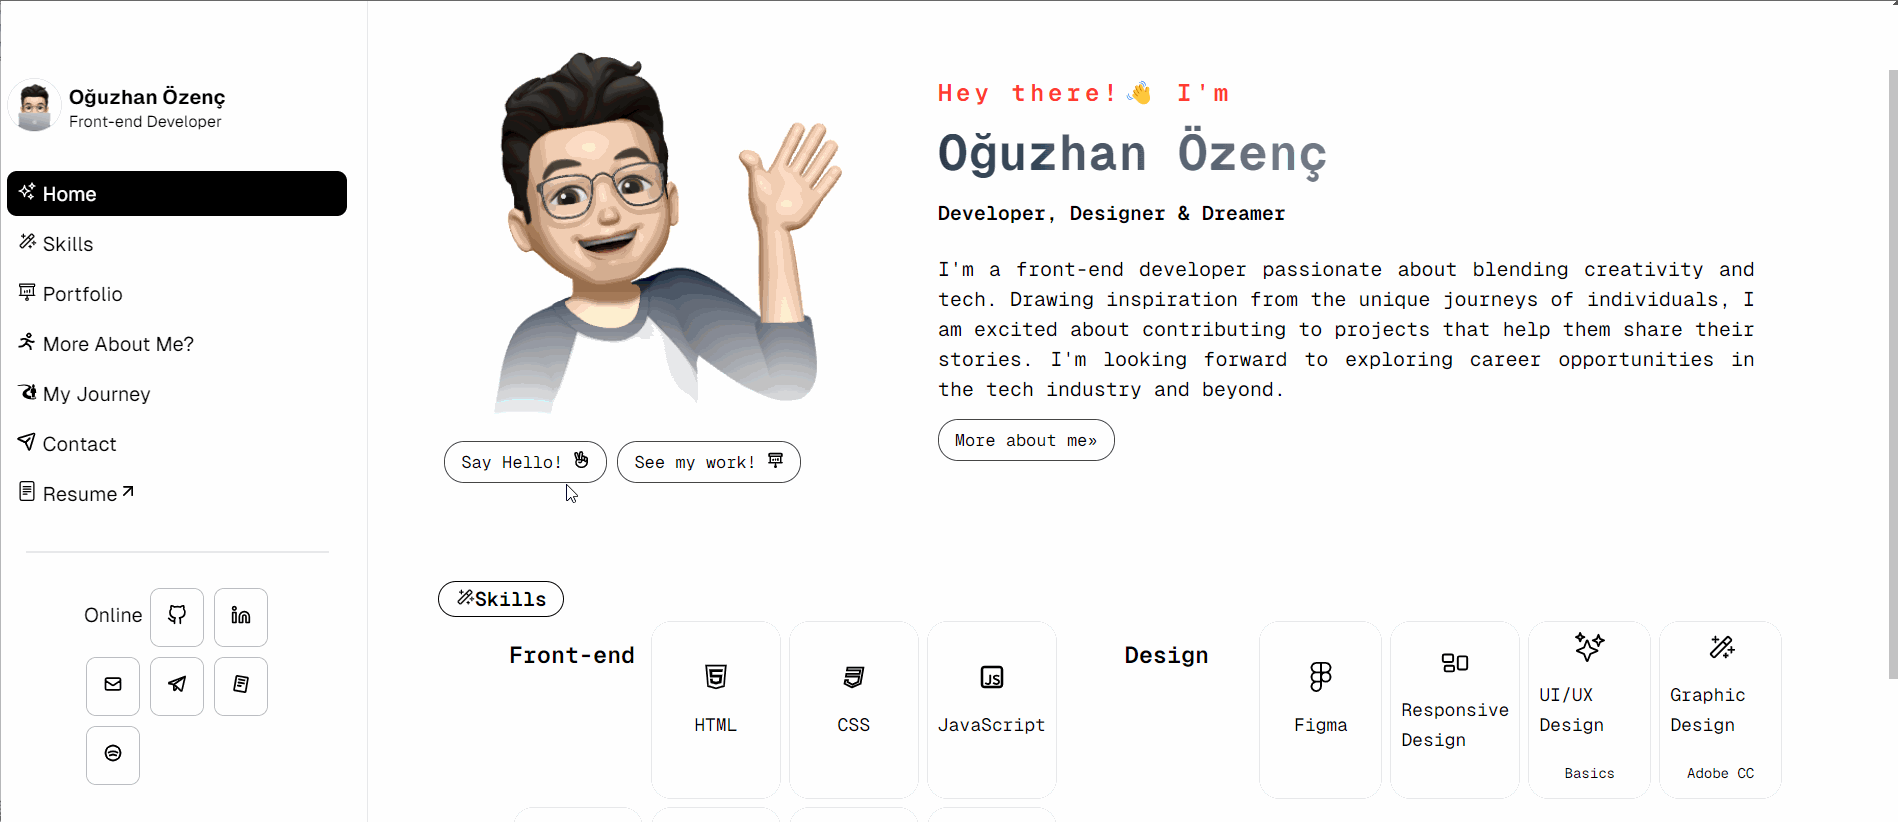 Oğuzhan Özenç
Front-end Developer
Home
Skills
Portfolio
More About Me?
My Journey
Contact
Resume
Online
Hey there!👋 I'm
Oğuzhan Özenç
Developer, Designer & Dreamer
I'm a front-end developer passionate about blending creativity and
tech. Drawing inspiration from the unique journeys of individuals, I
am excited about contributing to projects that help them share their
stories. I'm looking forward to exploring career opportunities in
the tech industry and beyond.
More about me»
Say Hello!
See my work!
Skills
Front-end
HTML
CSS
JS
JavaScript
Design
Figma
Responsive
Design
UI/UX
Design
Basics
Graphic
Design
Adobe CC